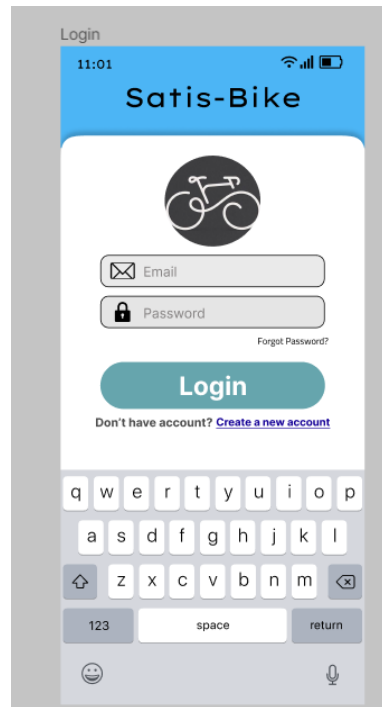 Login
11:01
Satis-Bike
Email
Password
Forgot Password?
Login
Don't have account? Create a new account
q w e r t y u i o p
a s d f g h j k l
z x c v b n m
123 space return